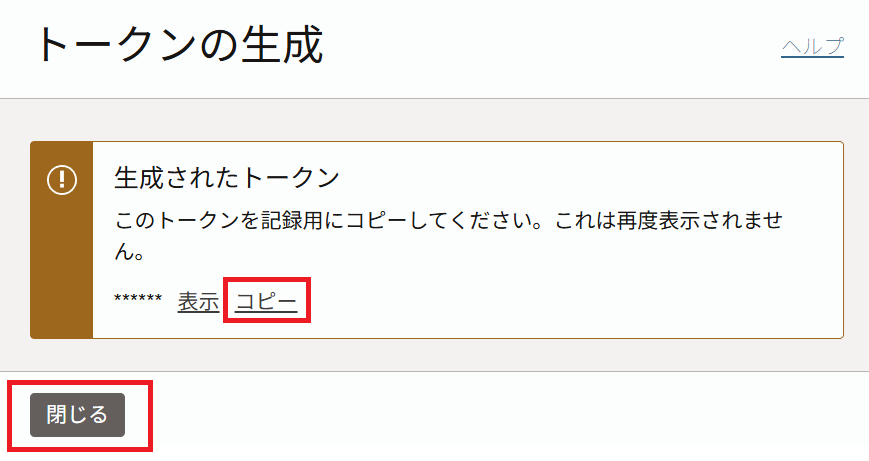 トークンの生成
ヘルプ
生成されたトークン
このトークンを記録用にコピーしてください。これは再度表示されませ
ん。
****** 表示 コピー
閉じる